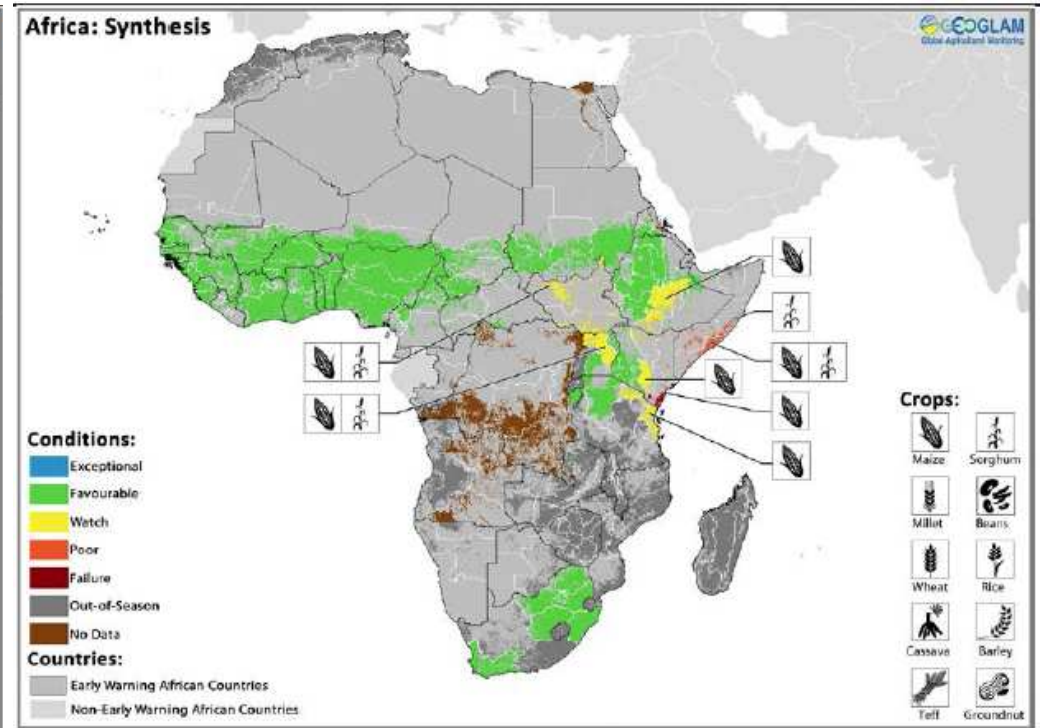 Africa: Synthesis
GEOGLAM
Global Agricultural Monitoring
Conditions:
Exceptional
Favourable
Watch
Poor
Failure
Out-of-Season
No Data
Countries:
Early Warning African Countries
Non-Early Warning African Countries
Crops:
Maize Sorghum
Millet Beans
Wheat Rice
Cassava Barley
Teff Groundnut